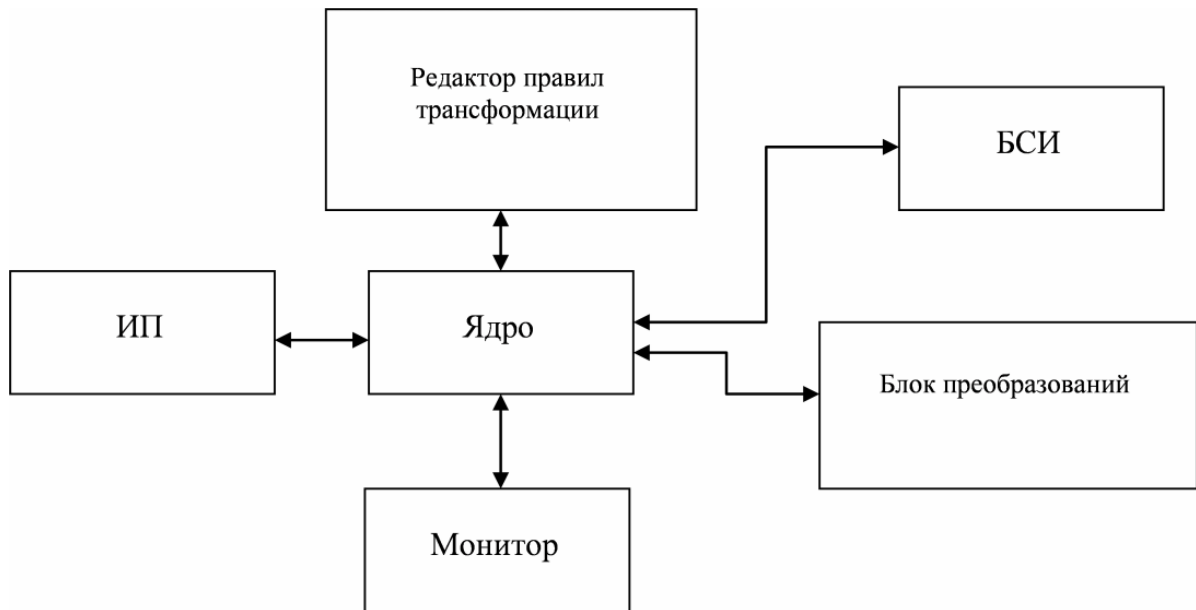 Редактор правил
трансформации
БСИ
ИП
Ядро
Блок преобразований
Монитор